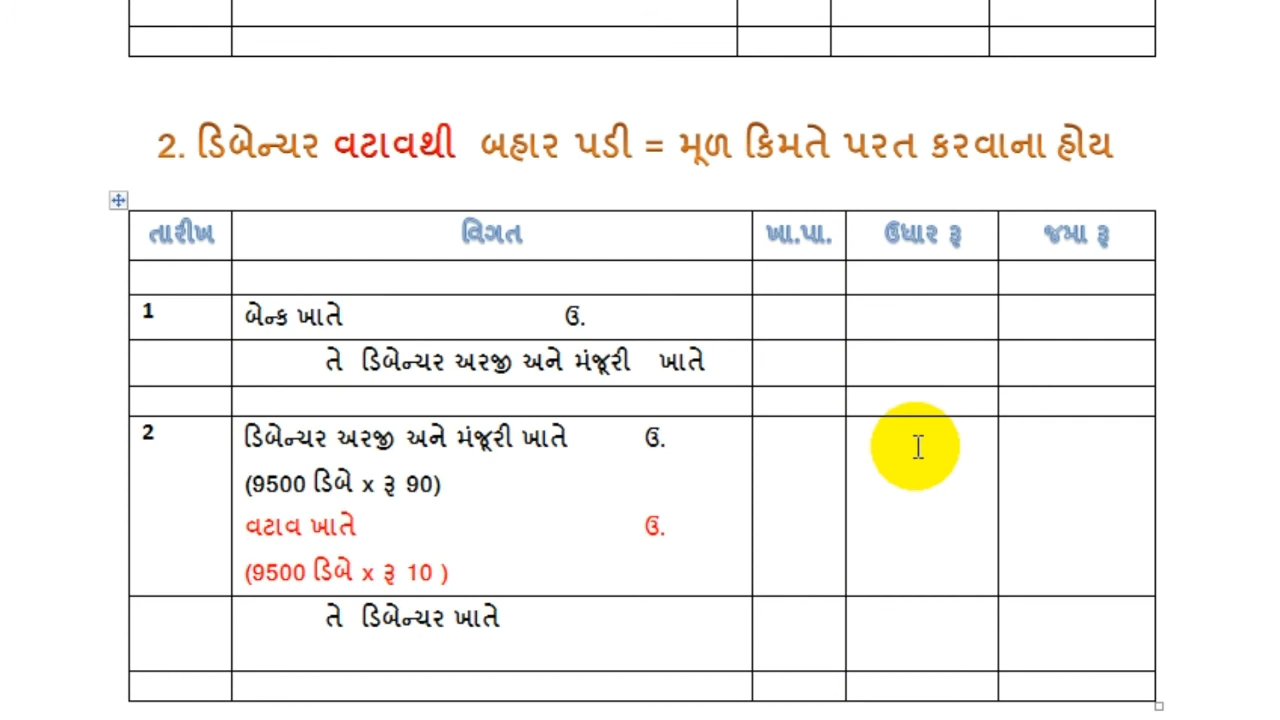 2. ડિબેન્ચર વટાવથી બહાર પડી = મૂળ કિમતે પરત કરવાના હોય
તારીખ વિગત ખા.પા. ઉધાર રૂ જમા રૂ
1 બેન્ક ખાતે ઉ.
તે ડિબેન્ચર અરજી અને મંજૂરી ખાતે
2 ડિબેન્ચર અરજી અને મંજૂરી ખાતે ઉ.
(9500 ડિબે x રૂ 90)
વટાવ ખાતે ઉ.
(9500 ડિબે x રૂ 10 )
તે ડિબેન્ચર ખાતે